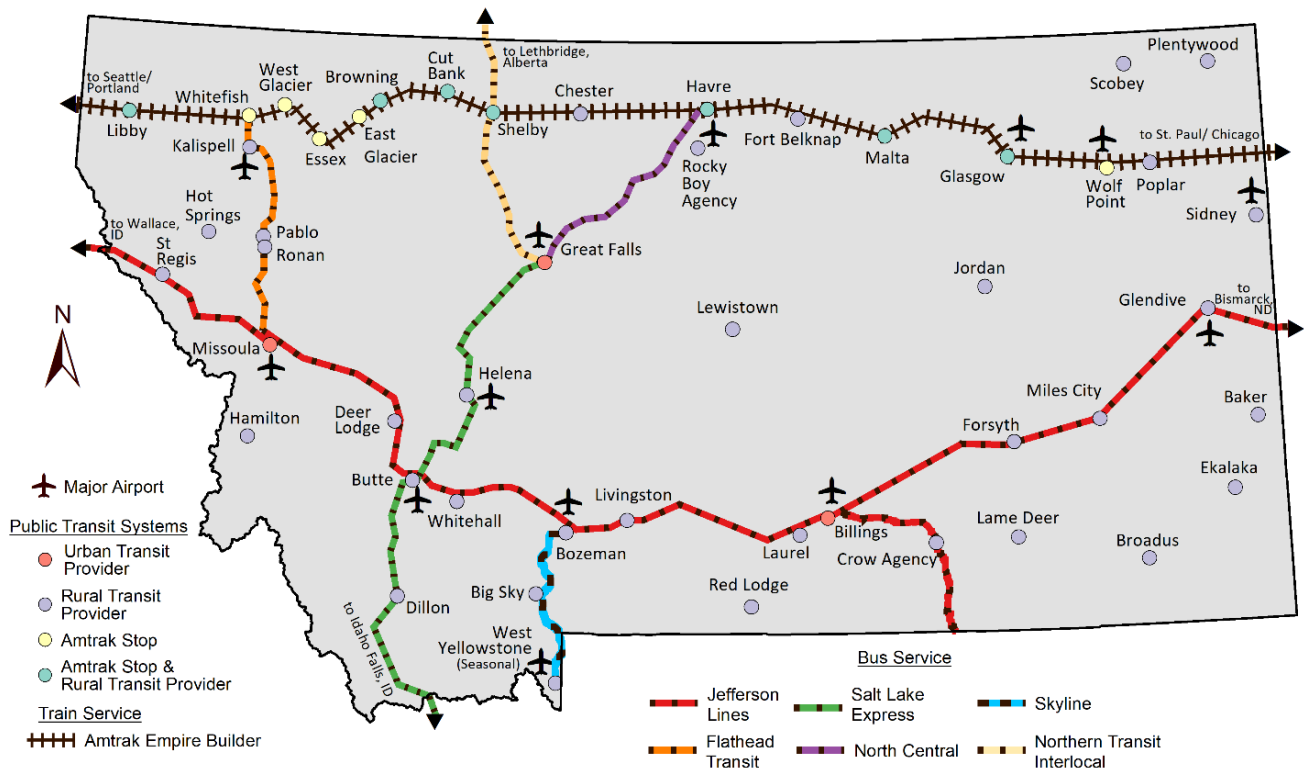 to Lethbridge,
Alberta
Plentywood
Scobey
to Seattle/
Portland
West
Glacier
Browning
Cut
Bank
Whitefish
Libby
Kalispell
Essex
East
Glacier
Shelby
Chester
Havre
Fort Belknap
Rocky
Boy
Agency
Malta
Glasgow
Wolf
Point
Poplar
to St. Paul/ Chicago
Sidney
Hot
Springs
to Wallace,
ID
St
Regis
Pablo
Ronan
Great Falls
Jordan
Lewistown
Glendive
to
Bismarck,
ND
N
Missoula
Helena
Hamilton
Deer
Lodge
Miles City
Forsyth
Baker
Ekalaka
Butte
Whitehall
Livingston
Bozeman
Laurel
Billings
Crow Agency
Lame Deer
Broadus
Red Lodge
Dillon
Big Sky
West
Yellowstone
(Seasonal)
to Idaho Falls, ID
Major Airport
Public Transit Systems
Urban Transit
Provider
Rural Transit
Provider
Amtrak Stop
Amtrak Stop &
Rural Transit Provider
Train Service
Amtrak Empire Builder
Bus Service
Jefferson
Lines
Salt Lake
Express
Skyline
Flathead
Transit
North Central
Northern Transit
Interlocal